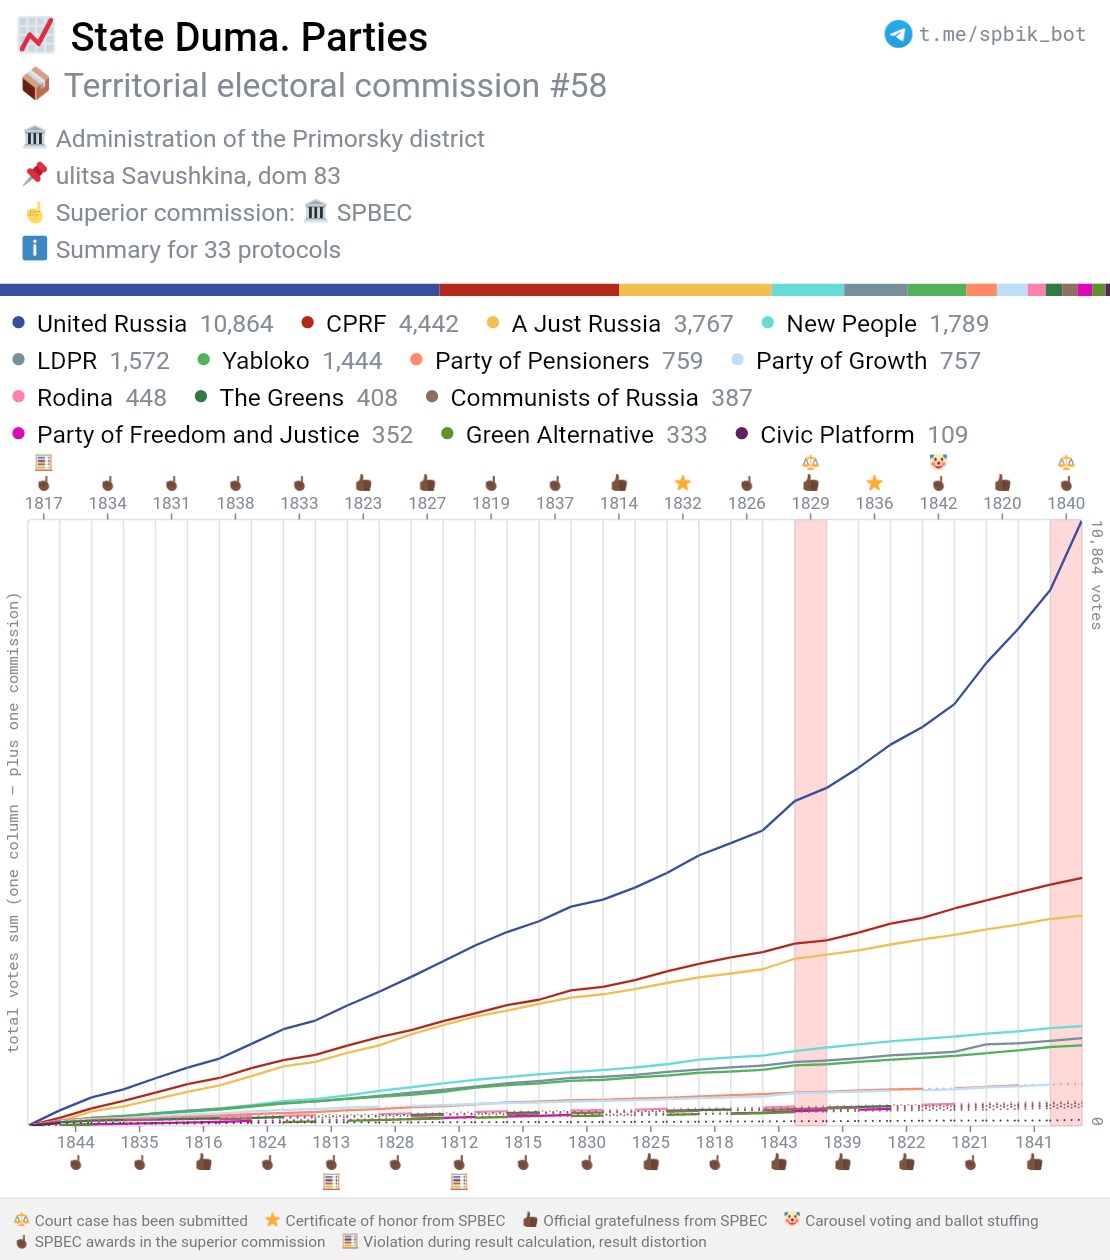 State Duma. Parties
t.me/spbik_bot
Territorial electoral commission #58
Administration of the Primorsky district
ulitsa Savushkina, dom 83
Superior commission: SPBEC
Summary for 33 protocols
United Russia 10,864 CPRF 4,442 A Just Russia 3,767 New People 1,789
LDPR 1,572 Yabloko 1,444 Party of Pensioners 759 Party of Growth 757
Rodina 448 The Greens 408 Communists of Russia 387
Party of Freedom and Justice 352 Green Alternative 333 Civic Platform 109
1817 1834 1831 1838 1833 1823 1827 1819 1837 1814 1832 1826 1829 1836 1842 1820 1840
10,864 votes
total votes sum (one column – plus one commission)
0
1844 1835 1816 1824 1813 1828 1812 1815 1830 1825 1818 1843 1839 1822 1821 1841
Court case has been submitted Certificate of honor from SPBEC Official gratefulness from SPBEC Carousel voting and ballot stuffing
SPBEC awards in the superior commission Violation during result calculation, result distortion